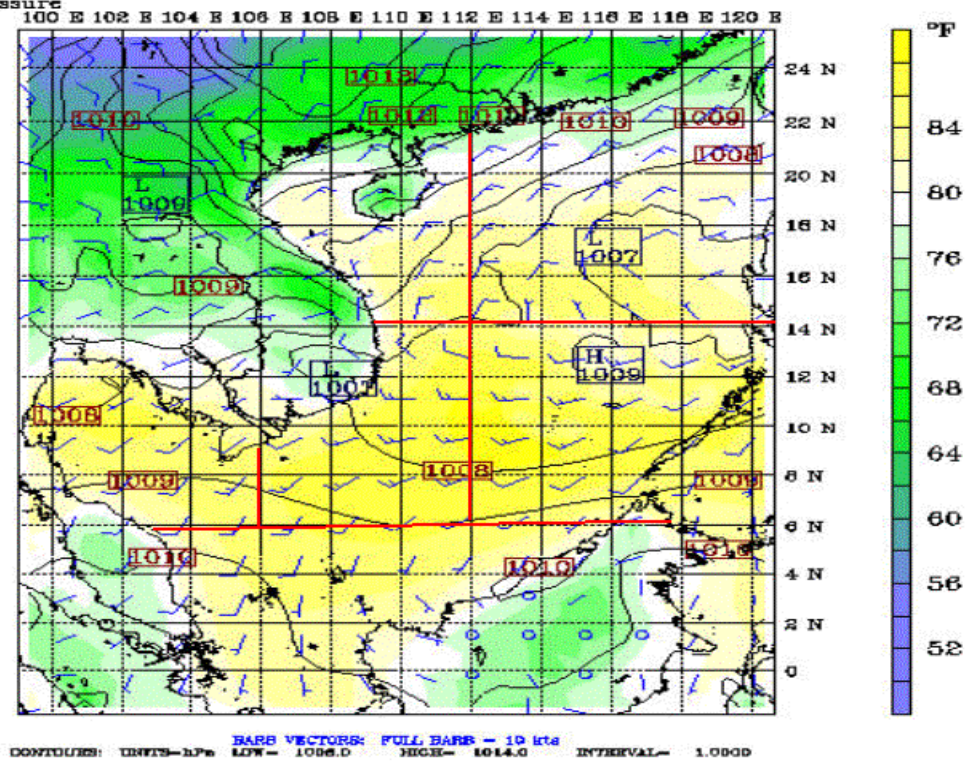 ssure
100 E 102 E 104 E 106 E 108 E 110 E 112 E 114 E 116 E 118 E 120 E
°F
24 N
1013
1010
1013
1009
22 N
84
1008
20 N
80
L
1009
18 N
L
1007
76
1009
16 N
72
14 N
H
1009
L
1007
12 N
68
1008
10 N
64
1008
1009
1009
8 N
60
6 N
1010
1010
4 N
56
2 N
52
0
BARB VECTORS: FULL BARB = 10 kts
CONTOURS: UNITS=hPa LOW= 1006.0 HIGH= 1014.0 INTERVAL= 1.0000